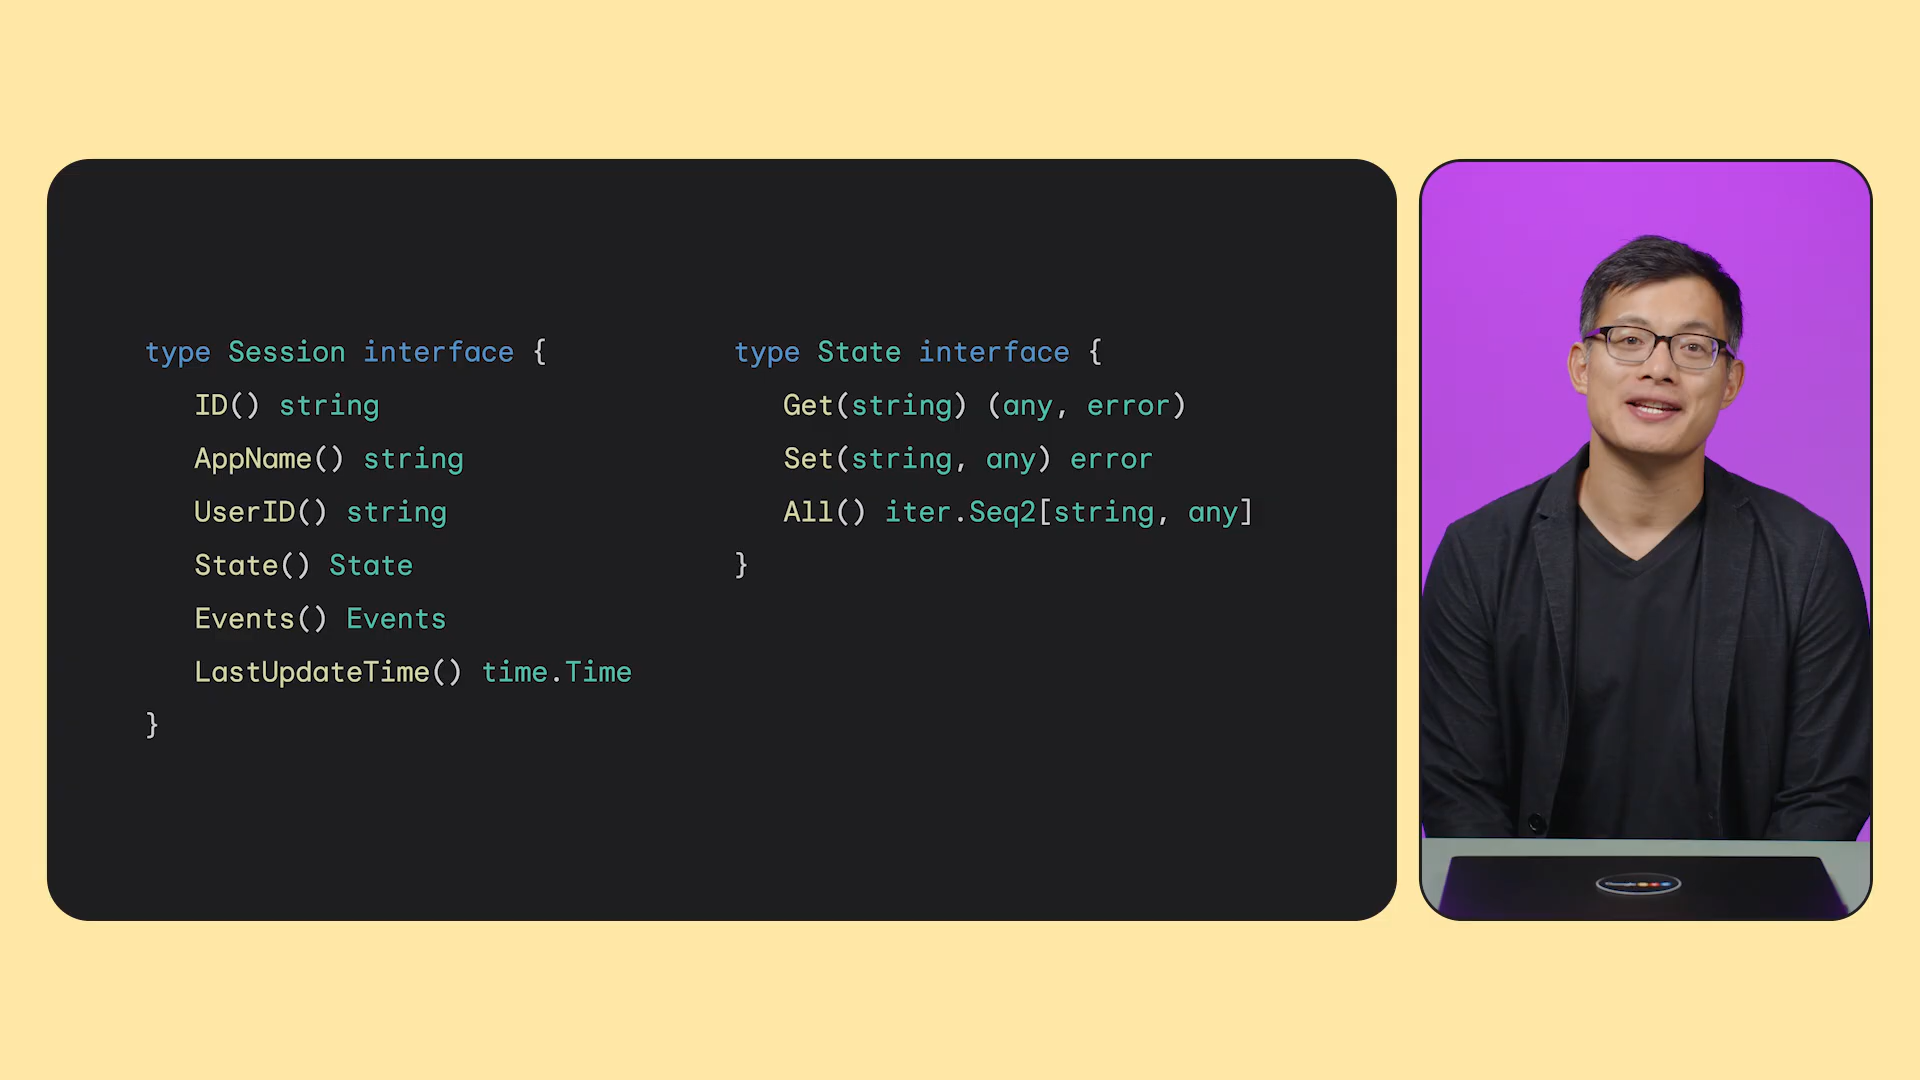 type Session interface {
ID() string
AppName() string
UserID() string
State() State
Events() Events
LastUpdateTime() time.Time
}
type State interface {
Get(string) (any, error)
Set(string, any) error
All() iter.Seq2[string, any]
}